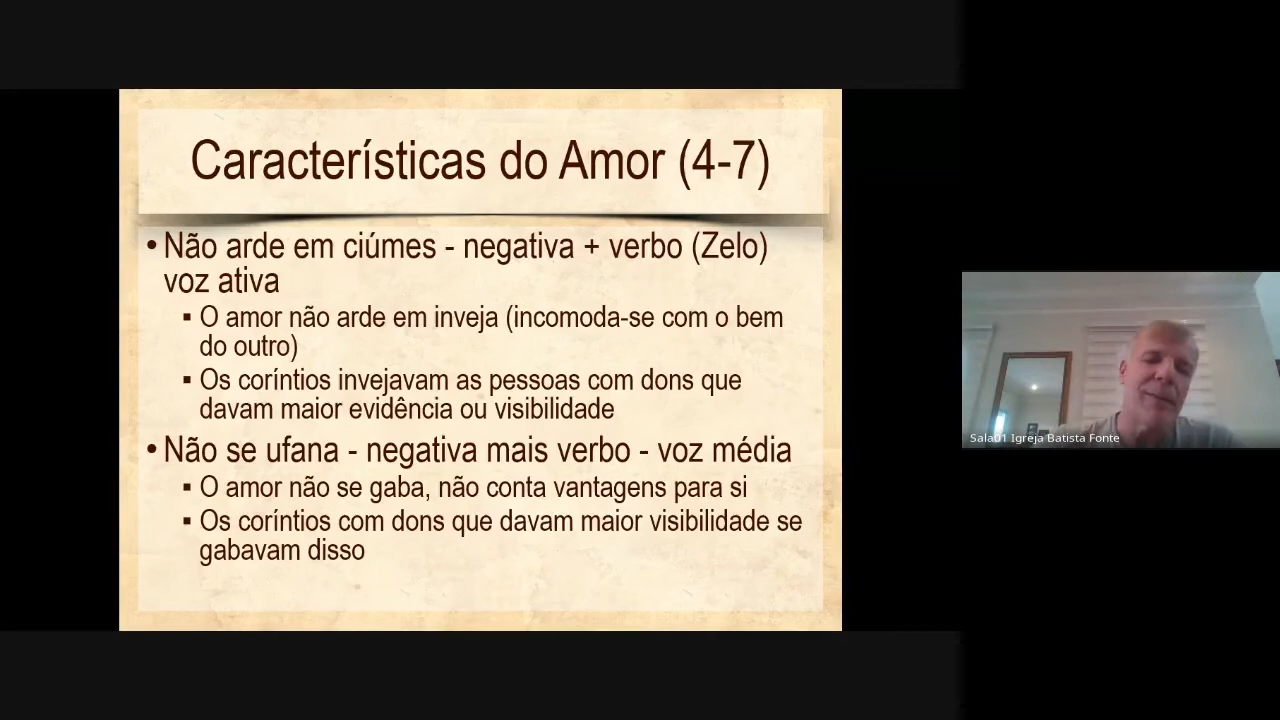 Características do Amor (4-7)
• Não arde em ciúmes - negativa + verbo (Zelo)
voz ativa
▪ O amor não arde em inveja (incomoda-se com o bem
do outro)
▪ Os coríntios invejavam as pessoas com dons que
davam maior evidência ou visibilidade
• Não se ufana - negativa mais verbo - voz média
▪ O amor não se gaba, não conta vantagens para si
▪ Os coríntios com dons que davam maior visibilidade se
gabavam disso
Sala01 Igreja Batista Fonte